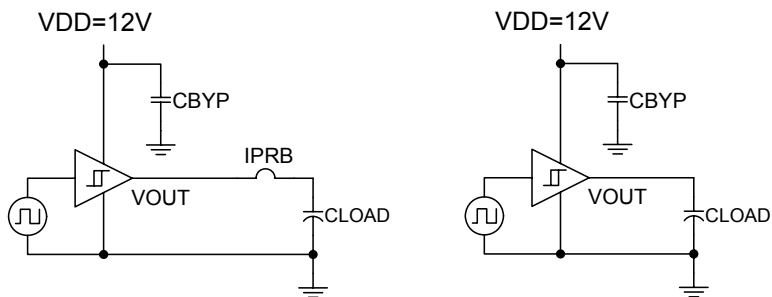 VDD=12V
CBYP
IPRB
VOUT
CLOAD
VDD=12V
CBYP
VOUT
CLOAD